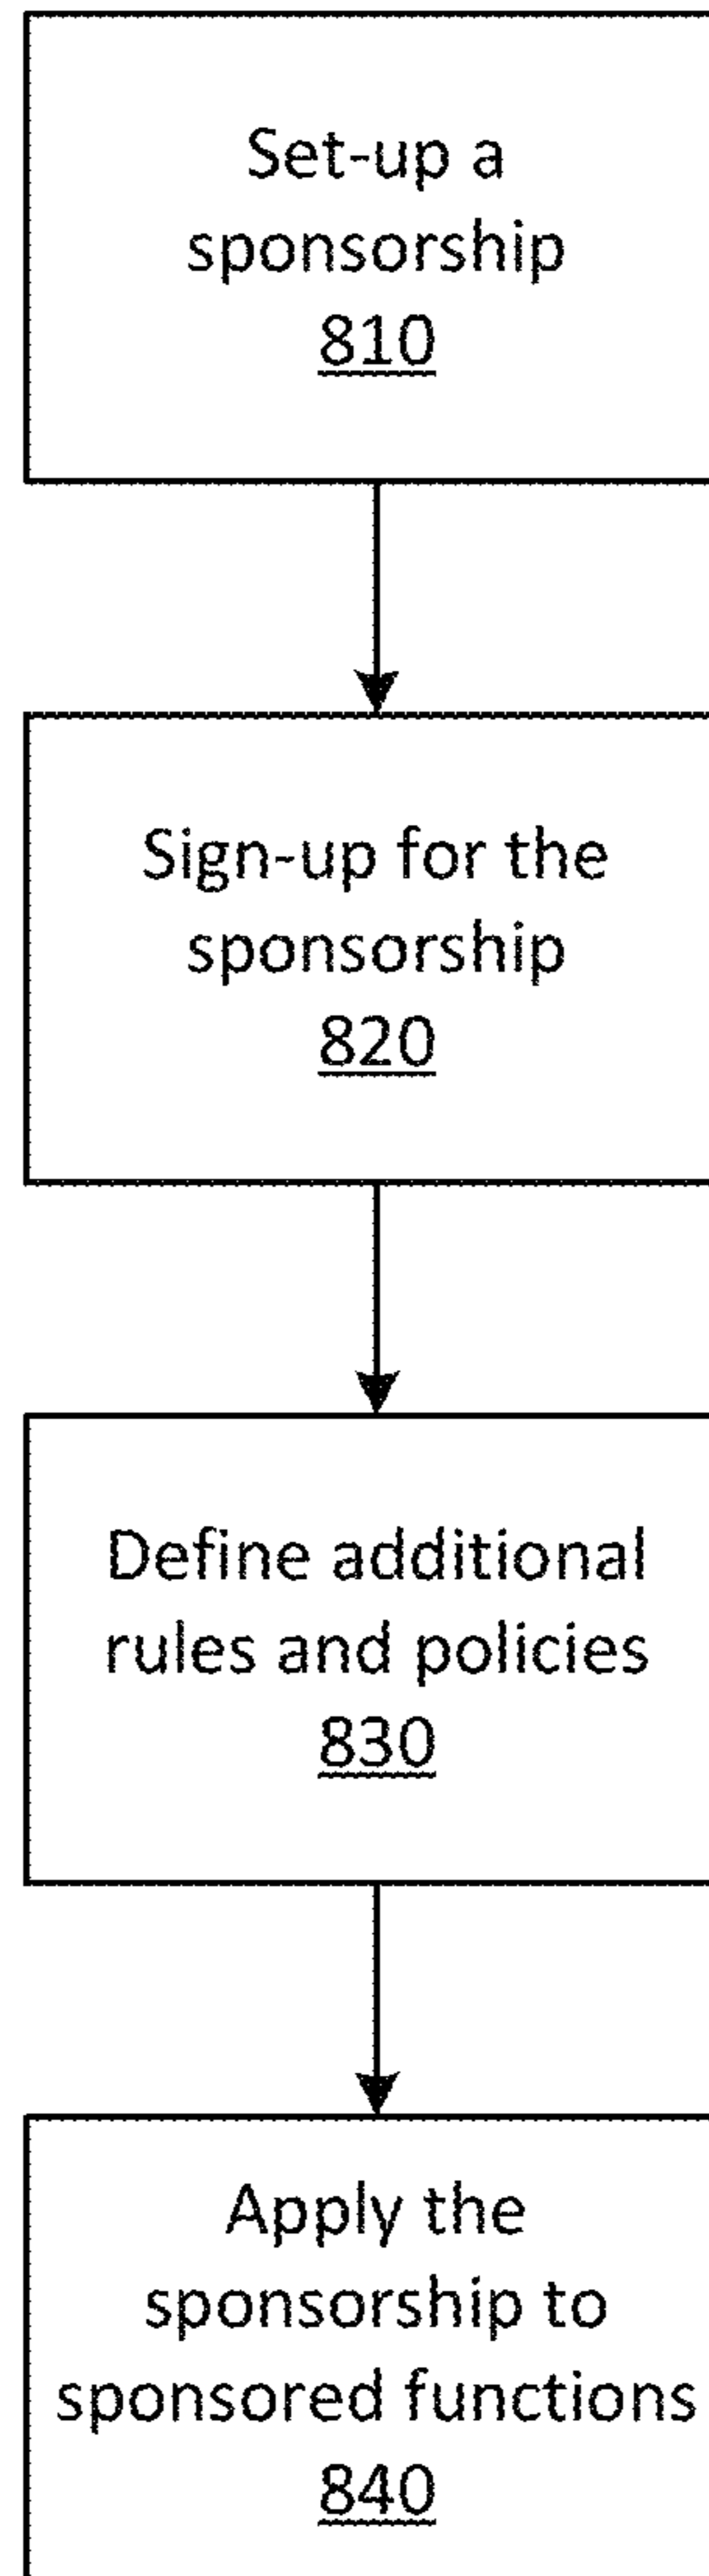 Set-up a
sponsorship
810
Sign-up for the
sponsorship
820
Define additional
rules and policies
830
Apply the
sponsorship to
sponsored functions
840